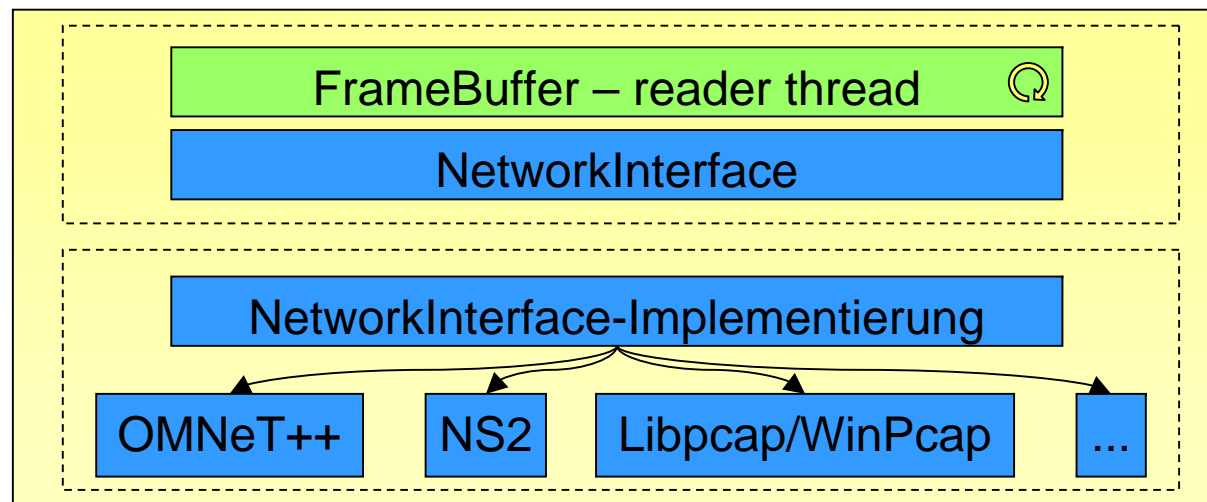 FrameBuffer – reader thread
NetworkInterface
NetworkInterface-Implementierung
OMNeT++ NS2 Libpcap/WinPcap ...